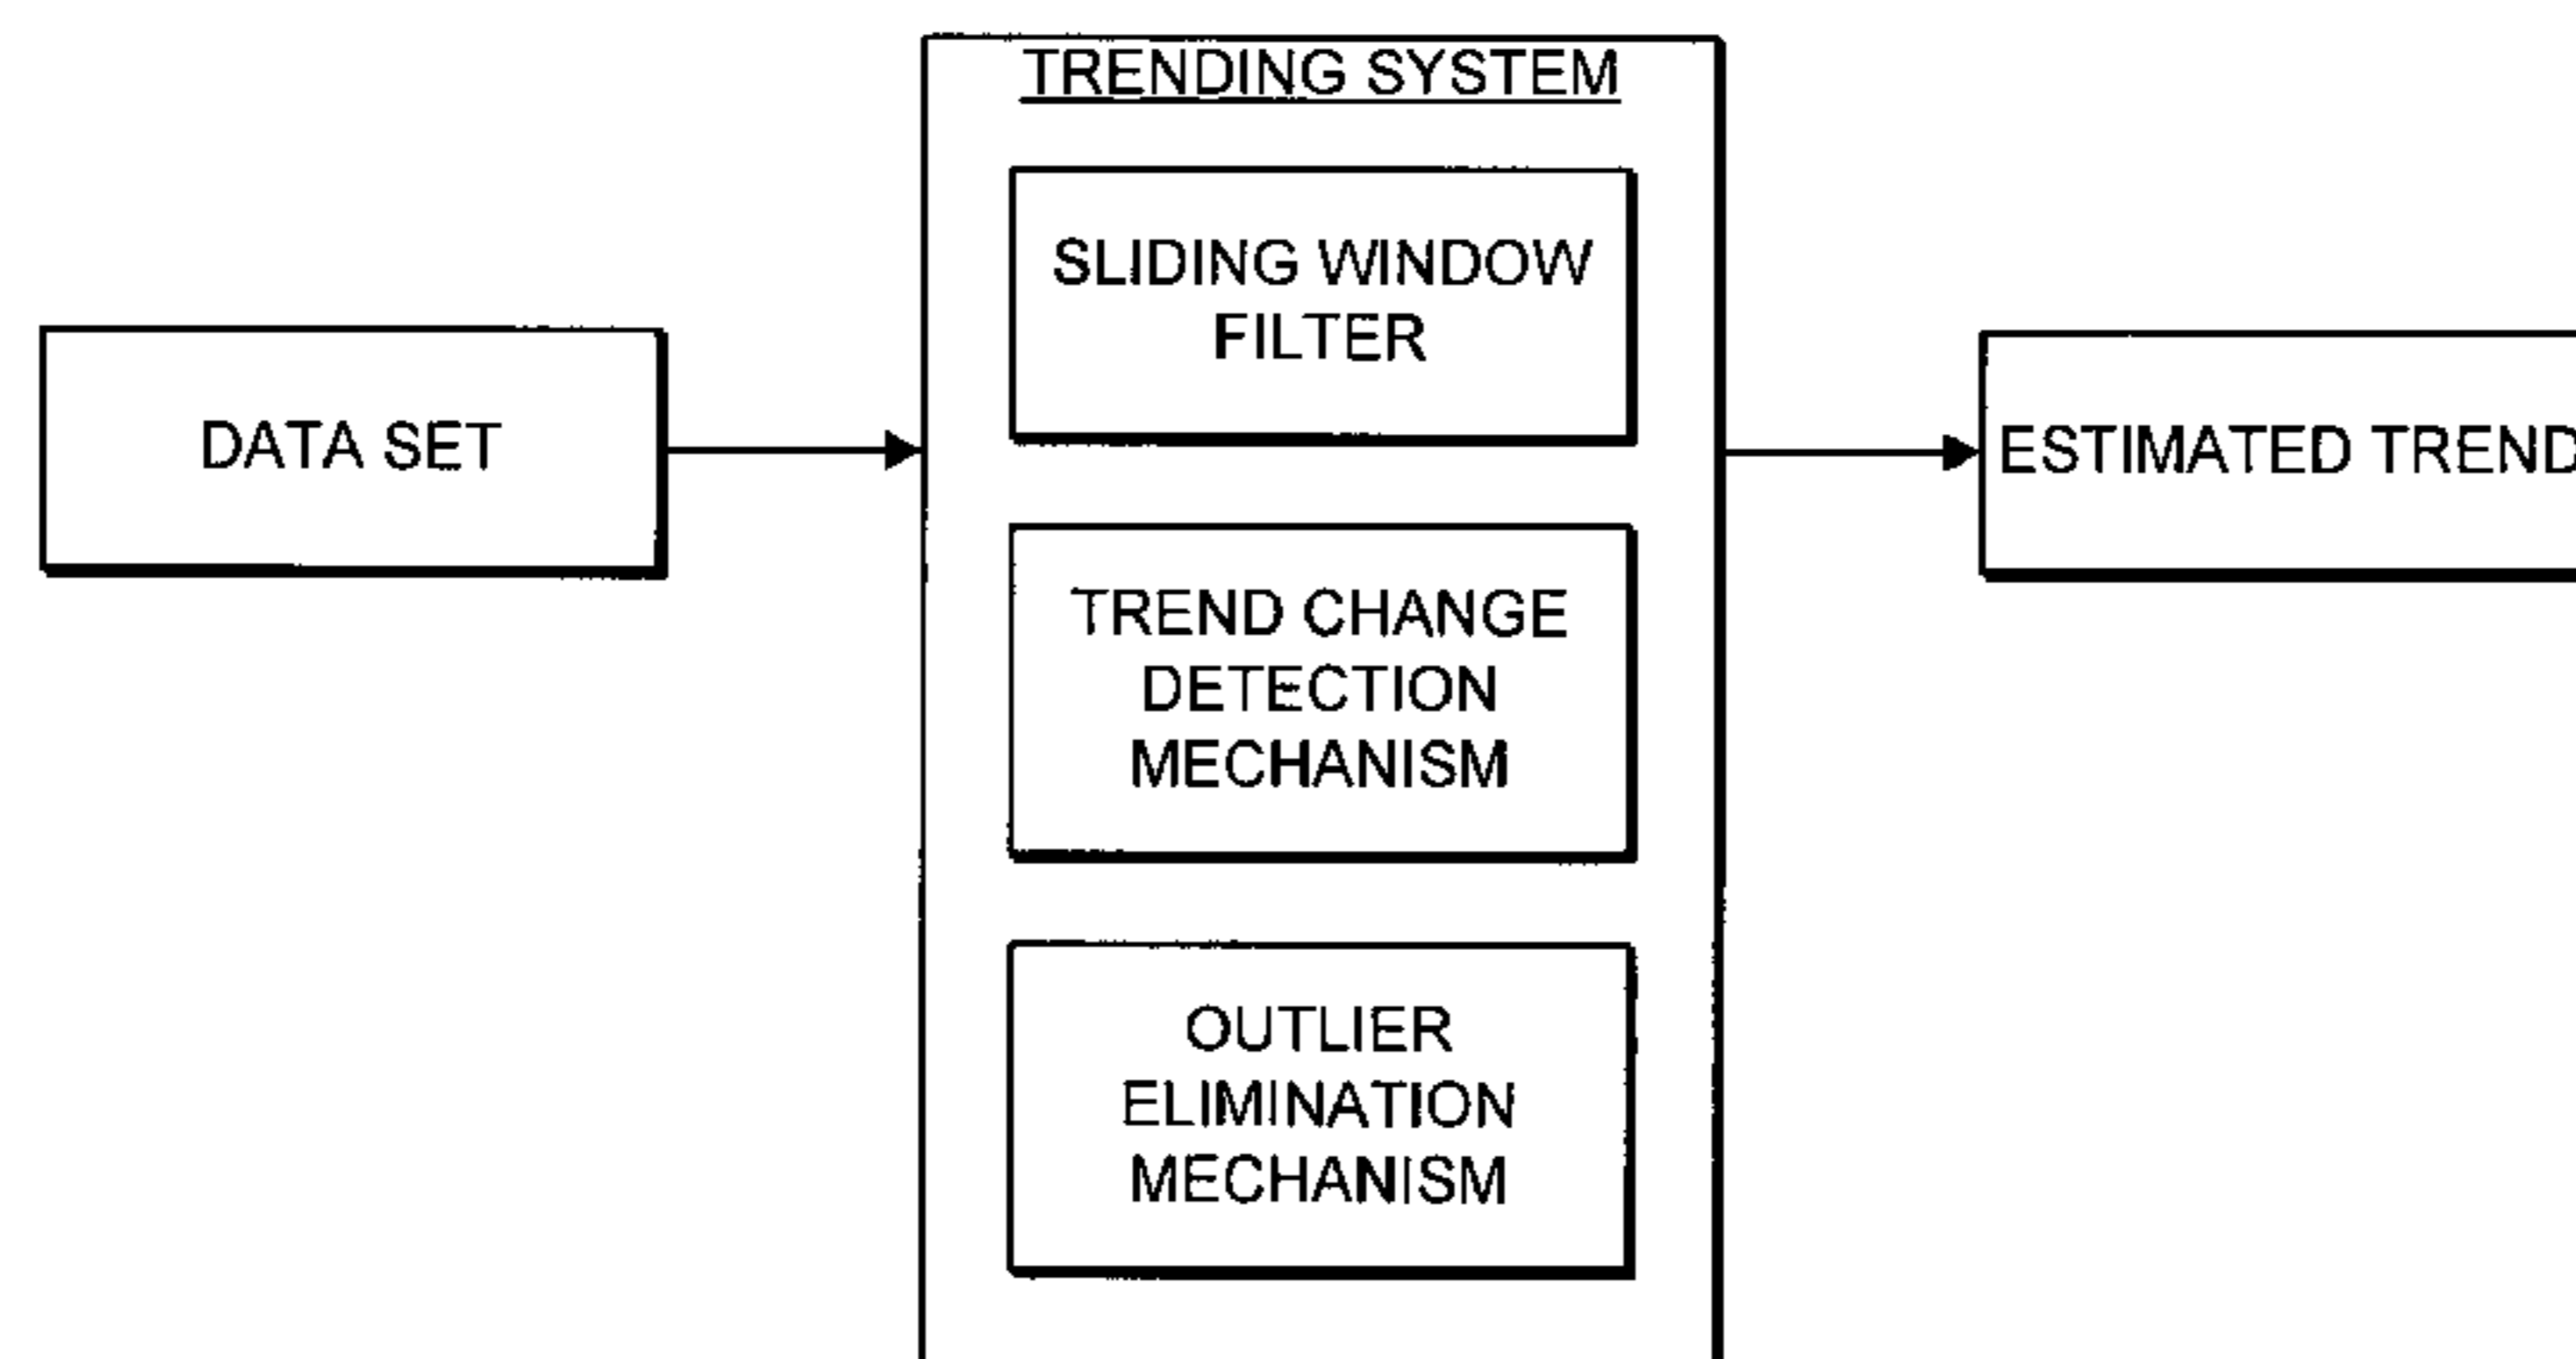 TRENDING SYSTEM
SLIDING WINDOW
FILTER
DATA SET
ESTIMATED TREND
TREND CHANGE
DETECTION
MECHANISM
OUTLIER
ELIMINATION
MECHANISM